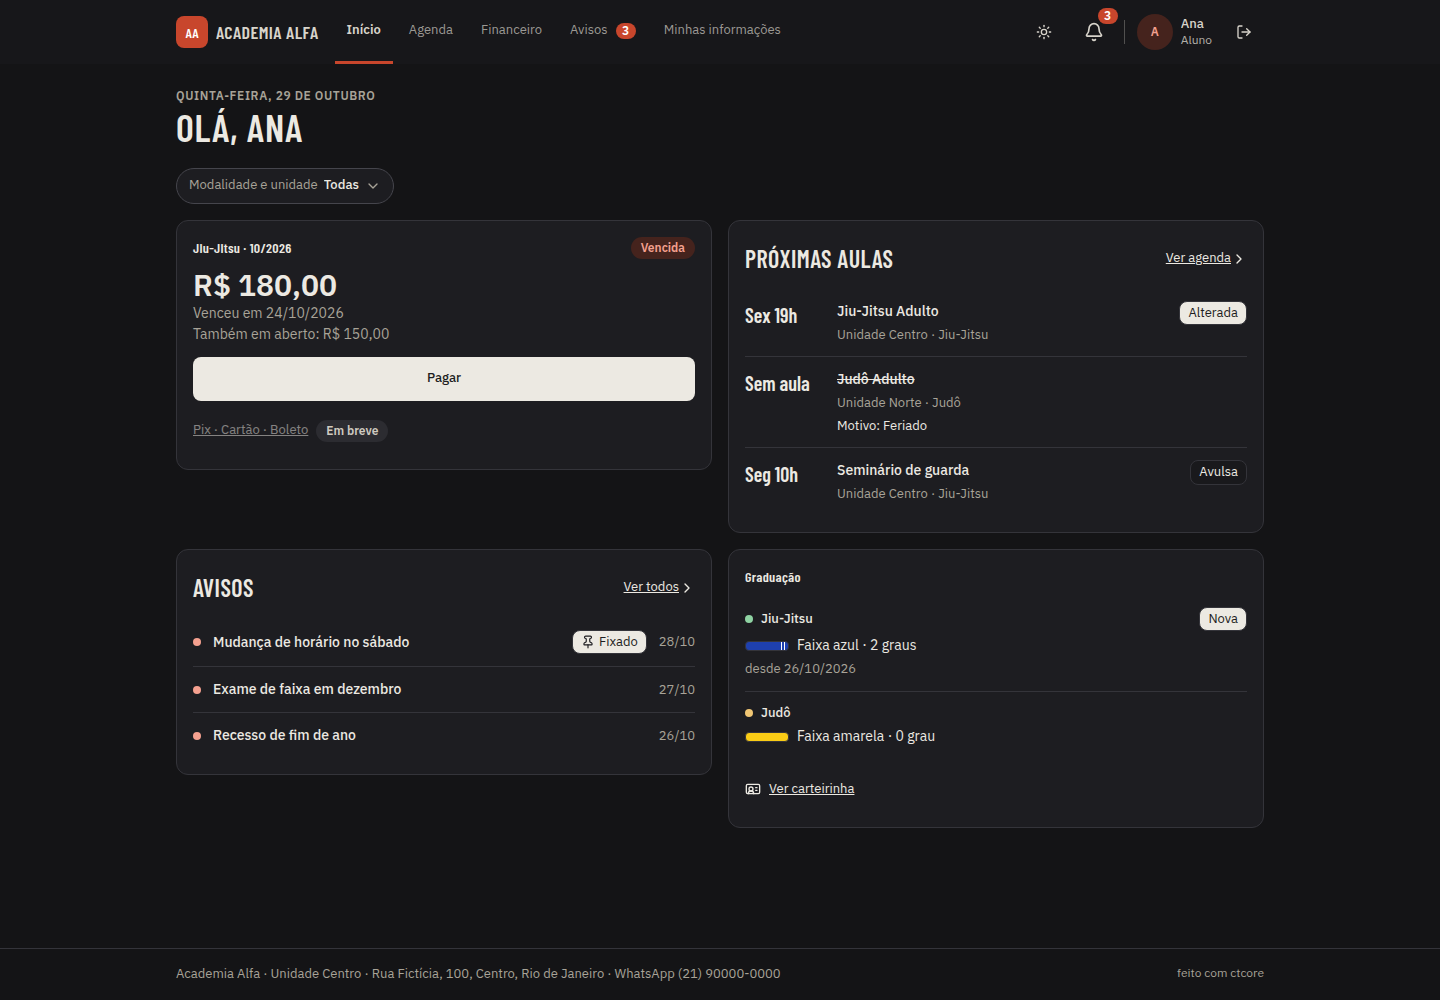 AA ACADEMIA ALFA Início Agenda Financeiro Avisos 3 Minhas informações 3 A Ana
Aluno
QUINTA-FEIRA, 29 DE OUTUBRO
OLÁ, ANA
Modalidade e unidade Todas
Jiu-Jitsu · 10/2026 Vencida
R$ 180,00
Venceu em 24/10/2026
Também em aberto: R$ 150,00
Pagar
Pix · Cartão · Boleto Em breve
PRÓXIMAS AULAS Ver agenda
Sex 19h Jiu-Jitsu Adulto Alterada
Unidade Centro · Jiu-Jitsu
Sem aula Judô Adulto
Unidade Norte · Judô
Motivo: Feriado
Seg 10h Seminário de guarda Avulsa
Unidade Centro · Jiu-Jitsu
AVISOS Ver todos
Mudança de horário no sábado Fixado 28/10
Exame de faixa em dezembro 27/10
Recesso de fim de ano 26/10
Graduação
Jiu-Jitsu Nova
Faixa azul · 2 graus
desde 26/10/2026
Judô
Faixa amarela · 0 grau
Ver carteirinha
Academia Alfa · Unidade Centro · Rua Fictícia, 100, Centro, Rio de Janeiro · WhatsApp (21) 90000-0000 feito com ctcore